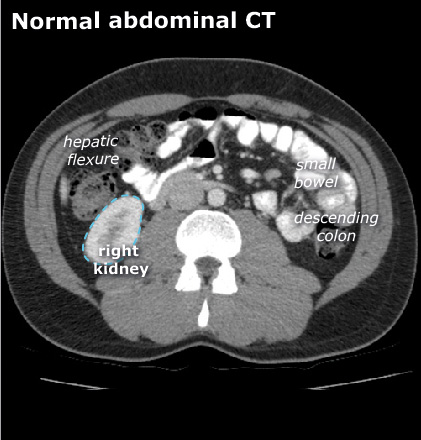 Normal abdominal CT
hepatic
flexure
small
bowel
descending
colon
right
kidney